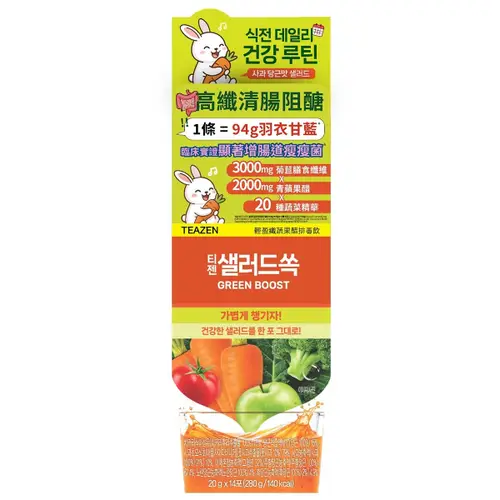 식전 데일리
건강 루틴
사과 당근맛 샐러드
高纖清腸阻醣
1條 = 94g羽衣甘藍*
臨床實證顯著增腸道瘦瘦菌*
3000mg 菊苣膳食纖維
X
2000mg 青蘋果醋
X
20 種蔬菜精華
TEAZEN
輕盈纖蔬果醋排毒飲
티젠 샐러드쏙
GREEN BOOST
가볍게 챙기자!
건강한 샐러드를 한 포 그대로!
20 g x 14포 (280 g / 140 kcal)